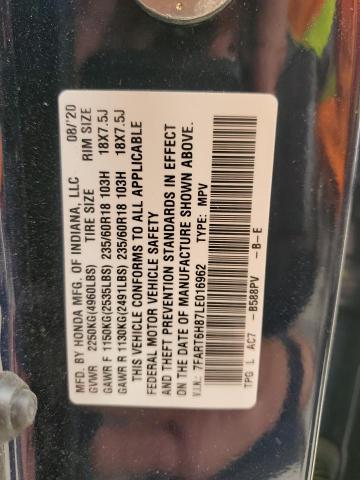 MFD. BY HONDA MFG. OF INDIANA, LLC 08/'20
GVWR 2250KG(4960LBS) TIRE SIZE RIM SIZE
GAWR F 1150KG(2535LBS) 235/60R18 103H 18X7.5J
GAWR R 1130KG(2491LBS) 235/60R18 103H 18X7.5J
THIS VEHICLE CONFORMS TO ALL APPLICABLE
FEDERAL MOTOR VEHICLE SAFETY
AND THEFT PREVENTION STANDARDS IN EFFECT
ON THE DATE OF MANUFACTURE SHOWN ABOVE.
V.I.N.: 7FART6H87LE016962 TYPE: MPV
TPG L AC7 -B588PV -B-E